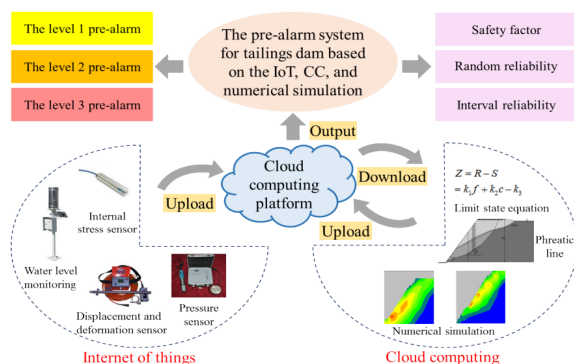 The level 1 pre-alarm
The level 2 pre-alarm
The level 3 pre-alarm
The pre-alarm system
for tailings dam based
on the IoT, CC, and
numerical simulation
Safety factor
Random reliability
Interval reliability
Output
Cloud
computing
platform
Upload
Download
Upload
Internal
stress sensor
Water level
monitoring
Displacement and
deformation sensor
Pressure
sensor
Internet of things
Z = R − S
= k₁f + k₂c − k₃
Limit state equation
Phreatic
line
Numerical simulation
Cloud computing